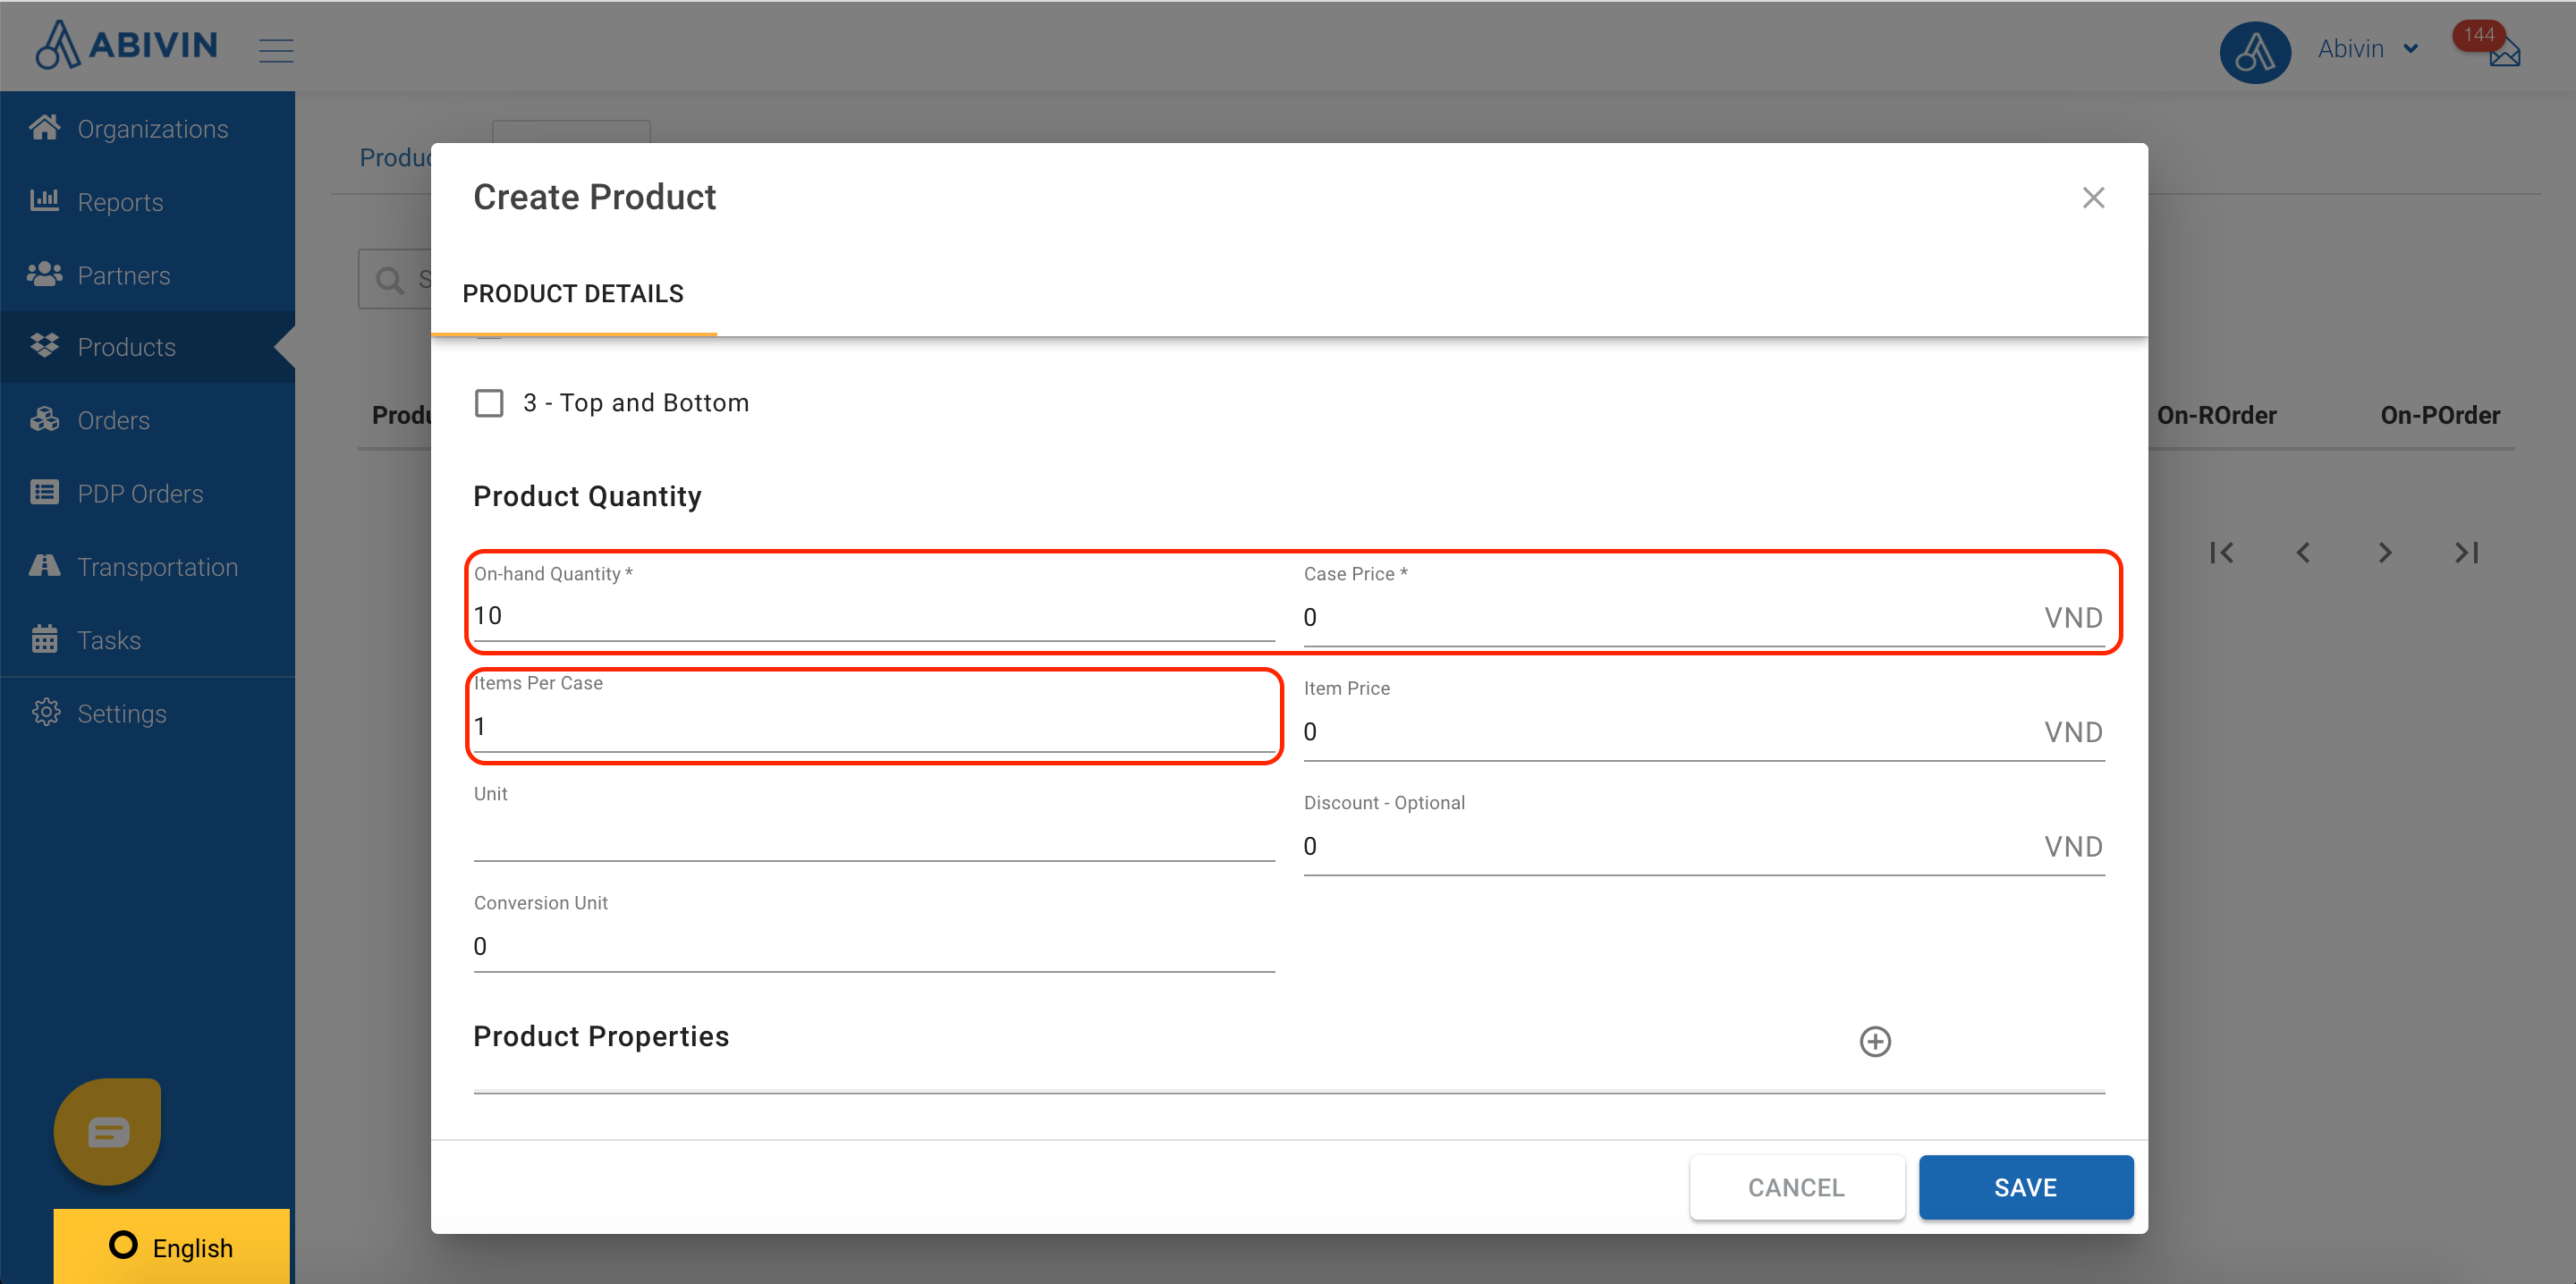 ABIVIN
Abivin
144
Organizations
Reports
Partners
Products
Orders
PDP Orders
Transportation
Tasks
Settings
English
Produc
S
Produ
On-ROrder
On-POrder
Create Product
PRODUCT DETAILS
3 - Top and Bottom
Product Quantity
On-hand Quantity *
10
Case Price *
0 VND
Items Per Case
1
Item Price
0 VND
Unit
Discount - Optional
0 VND
Conversion Unit
0
Product Properties
CANCEL
SAVE